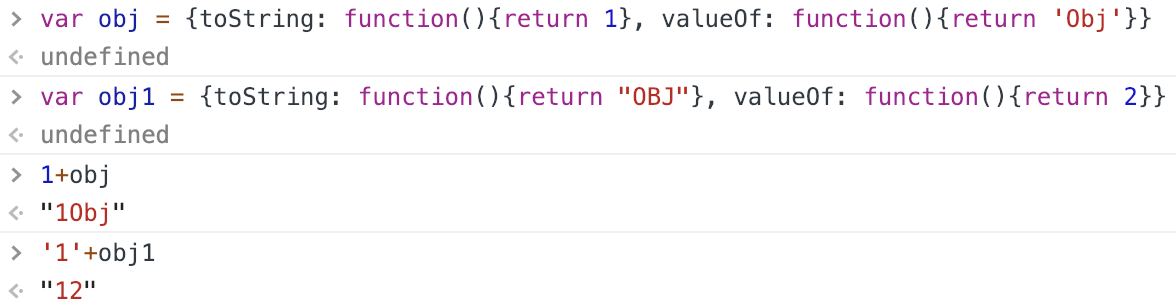 > var obj = {toString: function(){return 1}, valueOf: function(){return 'Obj'}}
<· undefined
> var obj1 = {toString: function(){return "OBJ"}, valueOf: function(){return 2}}
<· undefined
> 1+obj
<· "1Obj"
> '1'+obj1
<· "12"